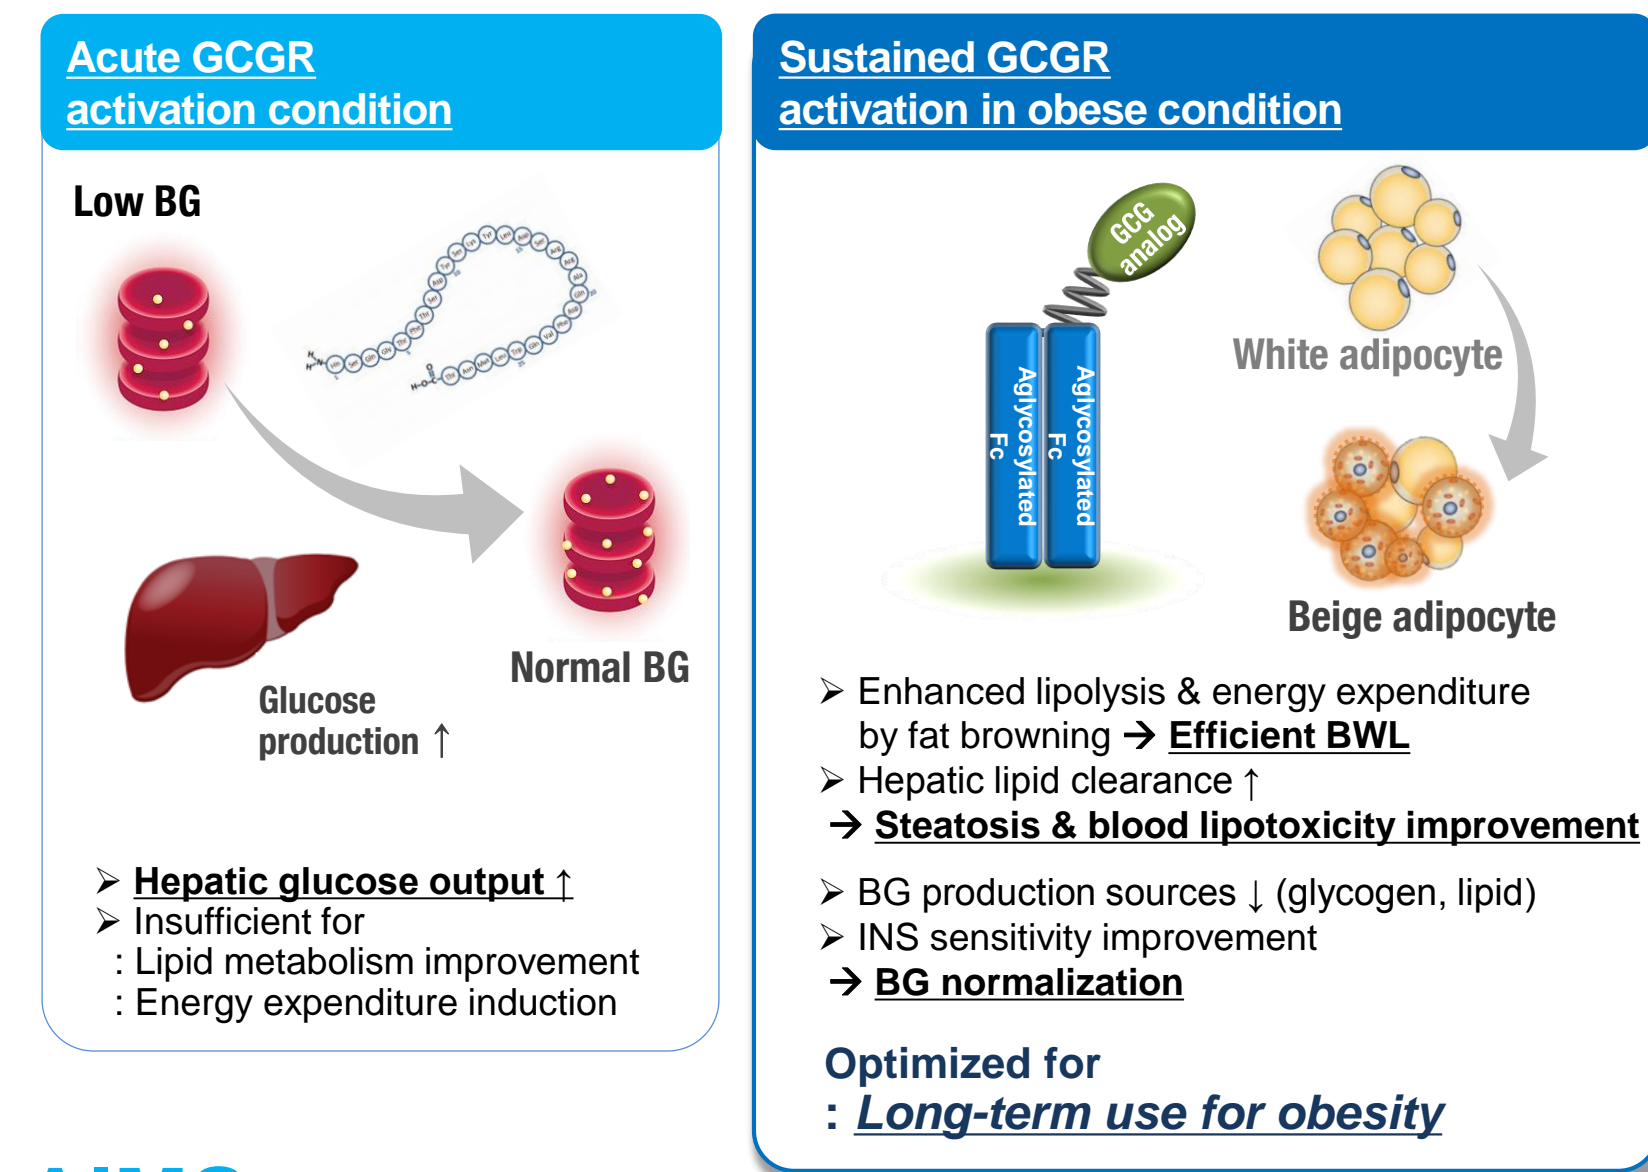 Acute GCGR
activation condition
Low BG
Normal BG
Glucose
production ↑
➢ Hepatic glucose output ↑
➢ Insufficient for
: Lipid metabolism improvement
: Energy expenditure induction
Sustained GCGR
activation in obese condition
GCG
analog
Aglycosylated
Fc
Aglycosylated
Fc
White adipocyte
Beige adipocyte
➢ Enhanced lipolysis & energy expenditure
by fat browning → Efficient BWL
➢ Hepatic lipid clearance ↑
→ Steatosis & blood lipotoxicity improvement
➢ BG production sources ↓ (glycogen, lipid)
➢ INS sensitivity improvement
→ BG normalization
Optimized for
: Long-term use for obesity